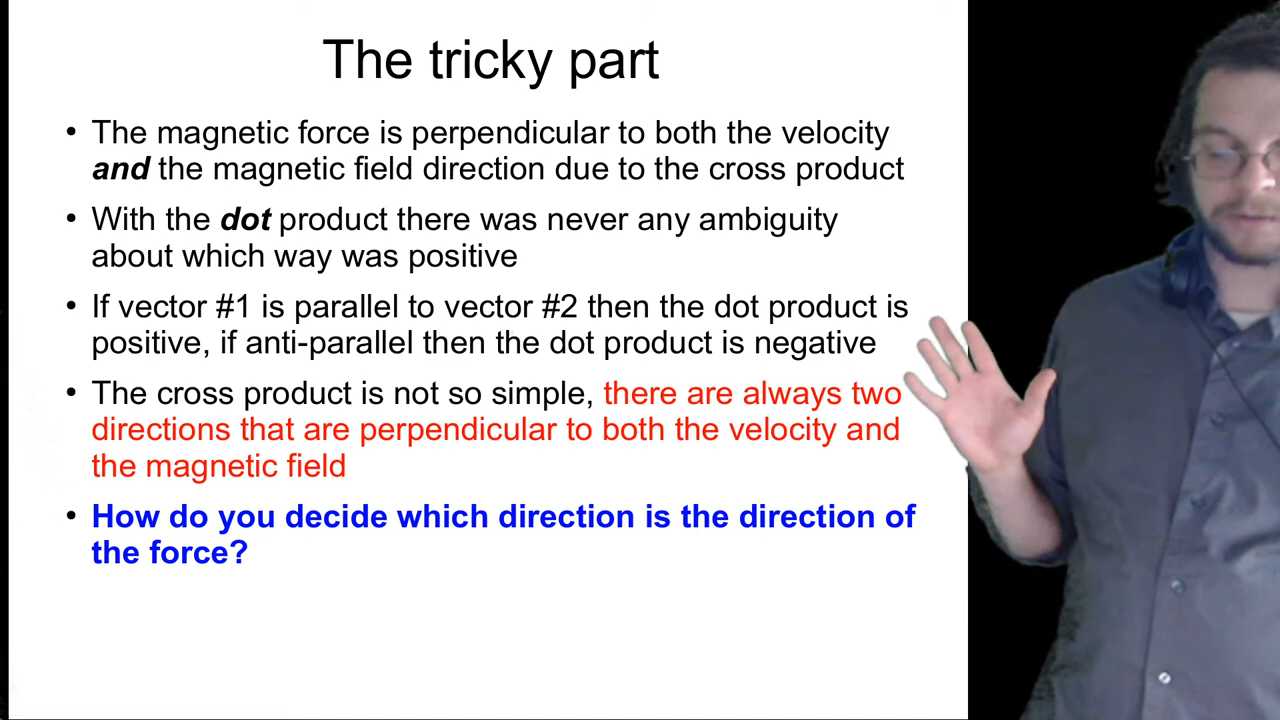 The tricky part
• The magnetic force is perpendicular to both the velocity
and the magnetic field direction due to the cross product
• With the dot product there was never any ambiguity
about which way was positive
• If vector #1 is parallel to vector #2 then the dot product is
positive, if anti-parallel then the dot product is negative
• The cross product is not so simple, there are always two
directions that are perpendicular to both the velocity and
the magnetic field
• How do you decide which direction is the direction of
the force?